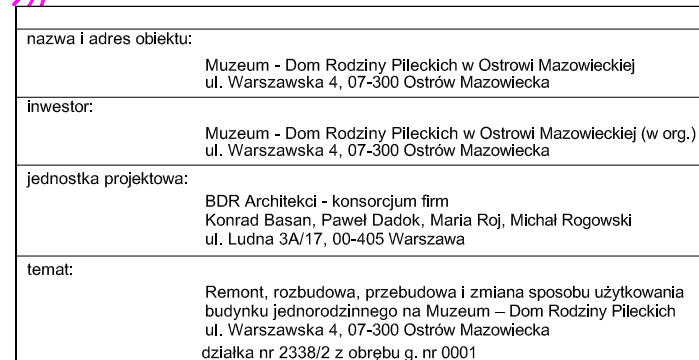 nazwa i adres obiektu:
Muzeum - Dom Rodziny Pileckich w Ostrowi Mazowieckiej
ul. Warszawska 4, 07-300 Ostrów Mazowiecka
inwestor:
Muzeum - Dom Rodziny Pileckich w Ostrowi Mazowieckiej (w org.)
ul. Warszawska 4, 07-300 Ostrów Mazowiecka
jednostka projektowa:
BDR Architekci - konsorcjum firm
Konrad Basan, Paweł Dadok, Maria Roj, Michał Rogowski
ul. Ludna 3A/17, 00-405 Warszawa
temat:
Remont, rozbudowa, przebudowa i zmiana sposobu użytkowania
budynku jednorodzinnego na Muzeum – Dom Rodziny Pileckich
ul. Warszawska 4, 07-300 Ostrów Mazowiecka
działka nr 2338/2 z obrębu g. nr 0001